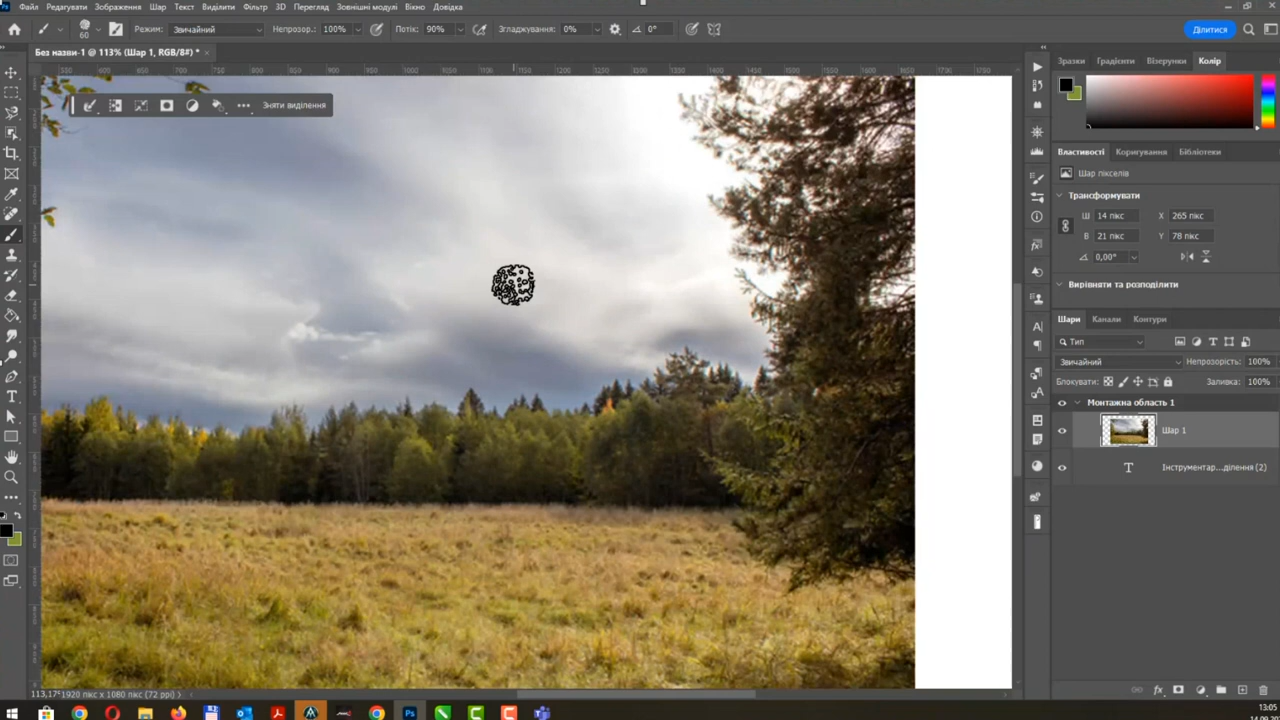 Файл Редагувати Зображення Шар Текст Виділити Фільтр 3D Перегляд Зовнішні модулі Вікно Довідка
60 Режим: Звичайний Непрозор.: 100% Потік: 90% Згладжування: 0% 0° Ділитися
Без назви-1 @ 113% (Шар 1, RGB/8#) *
Зняти виділення
Зразки Градієнти Візерунки Колір
Властивості Коригування Бібліотеки
Шар пікселів
Трансформувати
Ш 14 пікс X 265 пікс
В 21 пікс Y 78 пікс
0,00°
Вирівняти та розподілити
Шари Канали Контури
Тип
Звичайний Непрозорість: 100%
Блокувати: Заливка: 100%
Монтажна область 1
Шар 1
Інструментар...ділення (2)
113,17% 1920 пікс x 1080 пікс (72 ppi)
13:05